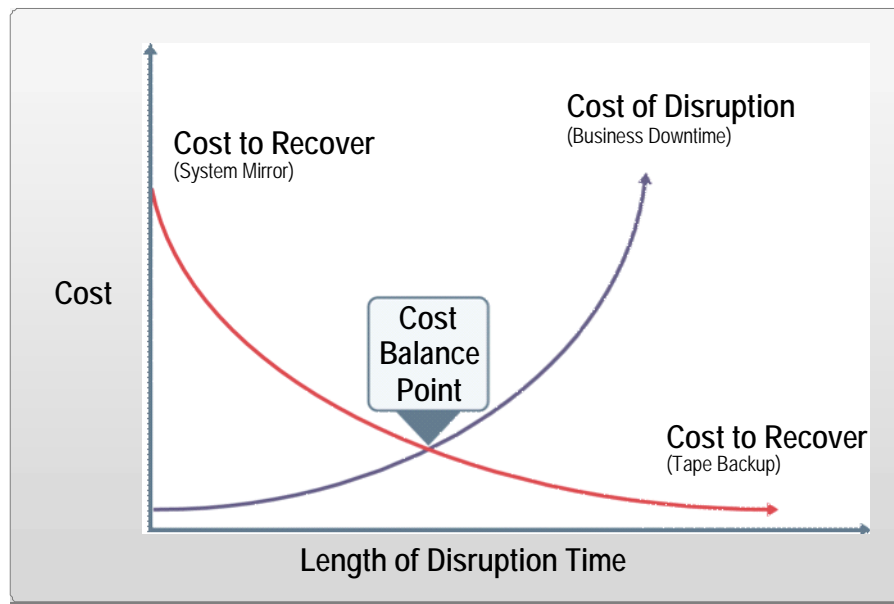 Cost of Disruption
(Business Downtime)
Cost to Recover
(System Mirror)
Cost
Cost
Balance
Point
Cost to Recover
(Tape Backup)
Length of Disruption Time